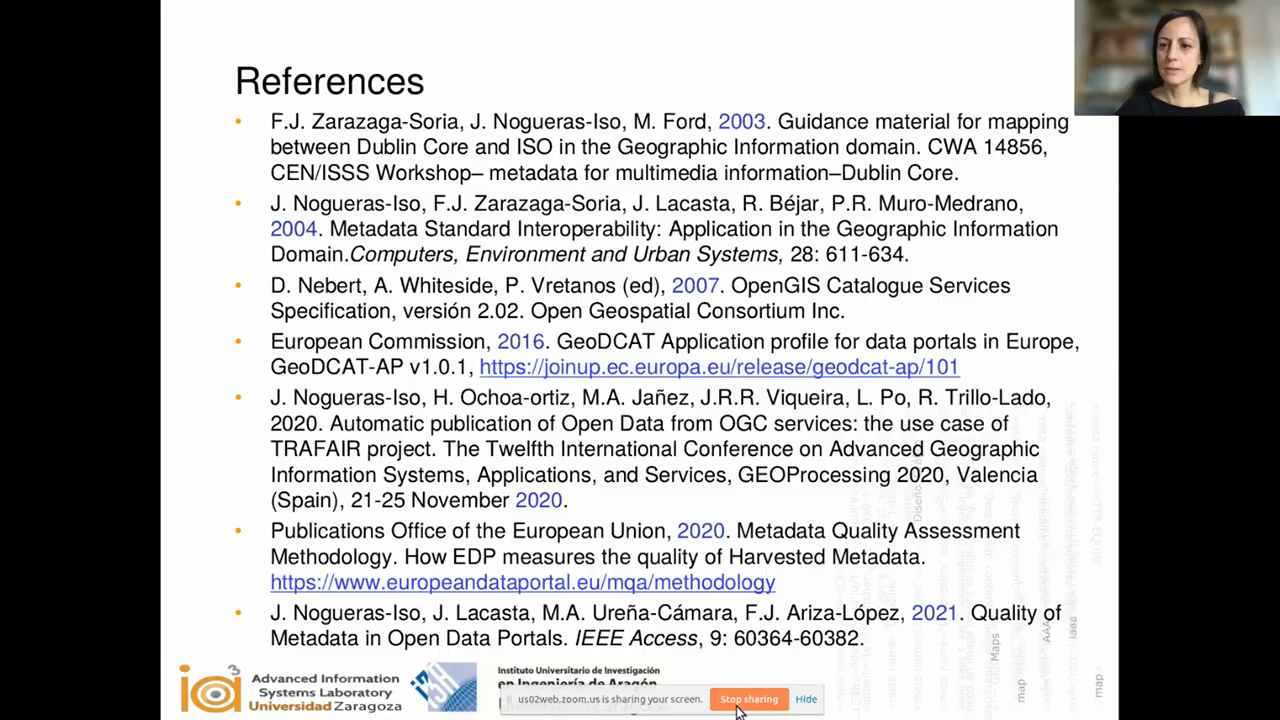 References
• F.J. Zarazaga-Soria, J. Nogueras-Iso, M. Ford, 2003. Guidance material for mapping
between Dublin Core and ISO in the Geographic Information domain. CWA 14856,
CEN/ISSS Workshop– metadata for multimedia information–Dublin Core.
• J. Nogueras-Iso, F.J. Zarazaga-Soria, J. Lacasta, R. Béjar, P.R. Muro-Medrano,
2004. Metadata Standard Interoperability: Application in the Geographic Information
Domain.Computers, Environment and Urban Systems, 28: 611-634.
• D. Nebert, A. Whiteside, P. Vretanos (ed), 2007. OpenGIS Catalogue Services
Specification, versión 2.02. Open Geospatial Consortium Inc.
• European Commission, 2016. GeoDCAT Application profile for data portals in Europe,
GeoDCAT-AP v1.0.1, https://joinup.ec.europa.eu/release/geodcat-ap/101
• J. Nogueras-Iso, H. Ochoa-ortiz, M.A. Jañez, J.R.R. Viqueira, L. Po, R. Trillo-Lado,
2020. Automatic publication of Open Data from OGC services: the use case of
TRAFAIR project. The Twelfth International Conference on Advanced Geographic
Information Systems, Applications, and Services, GEOProcessing 2020, Valencia
(Spain), 21-25 November 2020.
• Publications Office of the European Union, 2020. Metadata Quality Assessment
Methodology. How EDP measures the quality of Harvested Metadata.
https://www.europeandataportal.eu/mqa/methodology
• J. Nogueras-Iso, J. Lacasta, M.A. Ureña-Cámara, F.J. Ariza-López, 2021. Quality of
Metadata in Open Data Portals. IEEE Access, 9: 60364-60382.
iaaa 3
Advanced Information
Systems Laboratory
Universidad Zaragoza
Instituto Universitario de Investigación
en Ingeniería de Aragón
us02web.zoom.us is sharing your screen. Stop sharing Hide
Maps
map
map